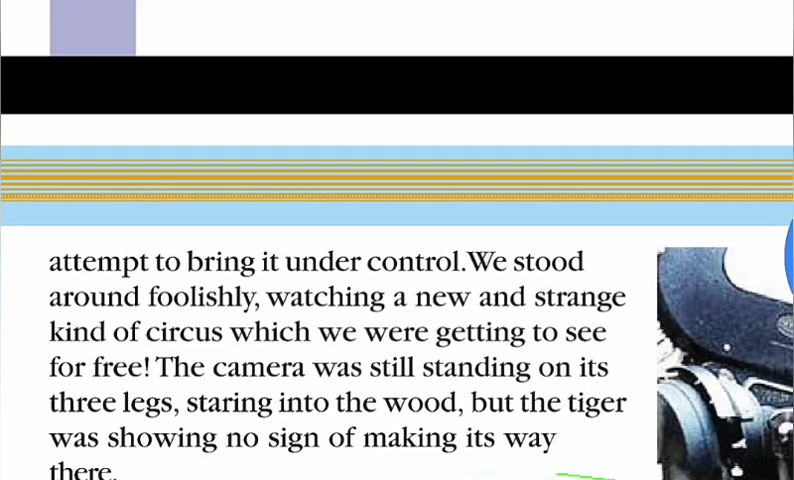 attempt to bring it under control.We stood
around foolishly, watching a new and strange
kind of circus which we were getting to see
for free! The camera was still standing on its
three legs, staring into the wood, but the tiger
was showing no sign of making its way
there.